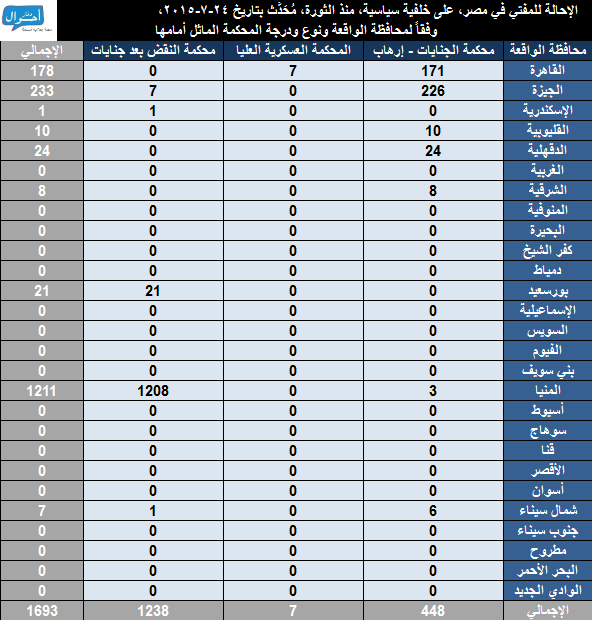 الإحالة للمفتي في مصر، على خلفية سياسية، منذ الثورة، مُحَدَّث بتاريخ ٢٤-٧-٢٠١٥،
وفقاً لمحافظة الواقعة ونوع ودرجة المحكمة الماثل أمامها
محافظة الواقعة محكمة الجنايات - إرهاب المحكمة العسكرية العليا محكمة النقض بعد جنايات الإجمالي
القاهرة 171 7 0 178
الجيزة 226 0 7 233
الإسكندرية 0 0 1 1
القليوبية 10 0 0 10
الدقهلية 24 0 0 24
الغربية 0 0 0 0
الشرقية 8 0 0 8
المنوفية 0 0 0 0
البحيرة 0 0 0 0
كفر الشيخ 0 0 0 0
دمياط 0 0 0 0
بورسعيد 0 0 21 21
الإسماعيلية 0 0 0 0
السويس 0 0 0 0
الفيوم 0 0 0 0
بني سويف 0 0 0 0
المنيا 3 0 1208 1211
أسيوط 0 0 0 0
سوهاج 0 0 0 0
قنا 0 0 0 0
الأقصر 0 0 0 0
أسوان 0 0 0 0
شمال سيناء 6 0 1 7
جنوب سيناء 0 0 0 0
مطروح 0 0 0 0
البحر الأحمر 0 0 0 0
الوادي الجديد 0 0 0 0
الإجمالي 448 7 1238 1693